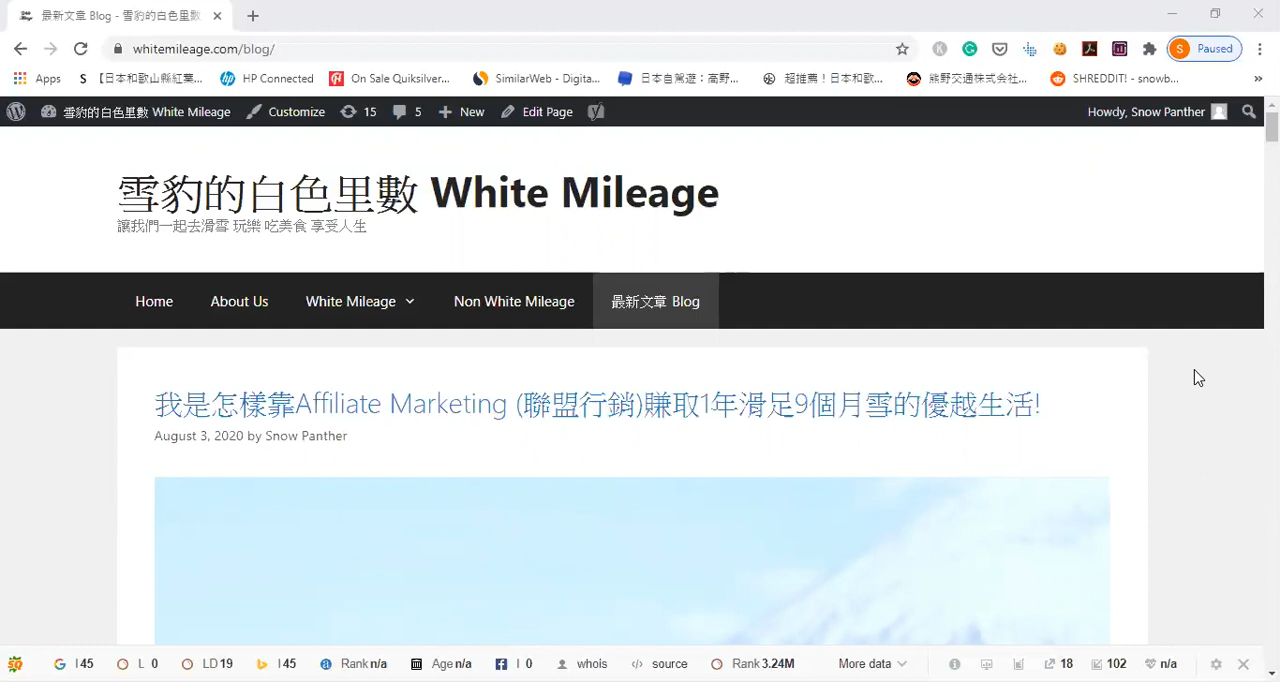 最新文章 Blog - 雪豹的白色里數
whitemileage.com/blog/
S Paused
Apps
【日本和歌山縣紅葉...
HP Connected
On Sale Quiksilver...
SimilarWeb - Digita...
日本自駕遊：高野...
超推薦！日本和歌...
熊野交通株式会社...
SHREDDIT! - snowb...
雪豹的白色里數 White Mileage
Customize
15
5
New
Edit Page
Howdy, Snow Panther
雪豹的白色里數 White Mileage
讓我們一起去滑雪 玩樂 吃美食 享受人生
Home
About Us
White Mileage
Non White Mileage
最新文章 Blog
我是怎樣靠Affiliate Marketing (聯盟行銷)賺取1年滑足9個月雪的優越生活!
August 3, 2020 by Snow Panther
I 45
L 0
LD 19
I 45
Rank n/a
Age n/a
I 0
whois
source
Rank 3.24M
More data
18
102
n/a